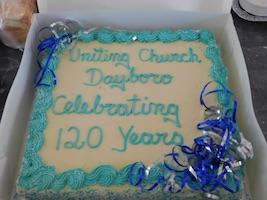 Uniting Church
Dayboro
Celebrating
120 Years